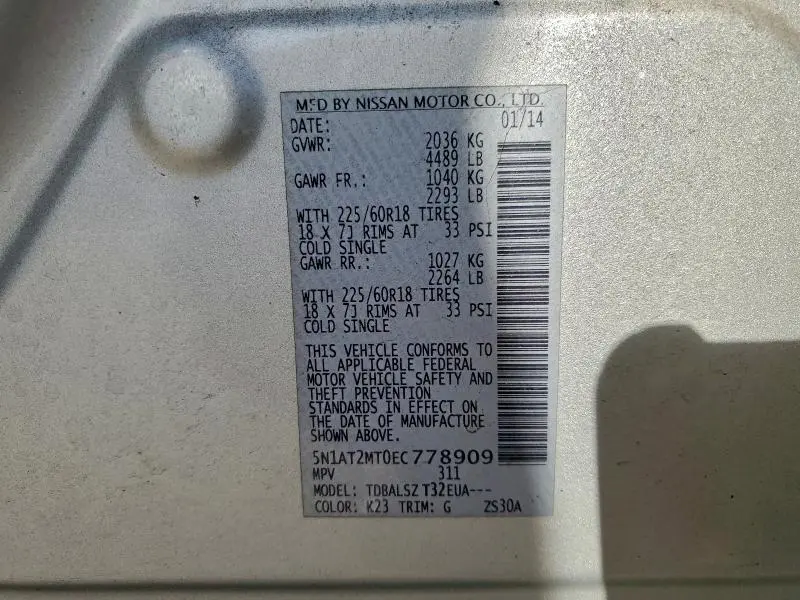 MFD BY NISSAN MOTOR CO., LTD.
DATE: 01/14
GVWR: 2036 KG
4489 LB
GAWR FR.: 1040 KG
2293 LB
WITH 225/60R18 TIRES
18 X 7J RIMS AT 33 PSI
COLD SINGLE
GAWR RR.: 1027 KG
2264 LB
WITH 225/60R18 TIRES
18 X 7J RIMS AT 33 PSI
COLD SINGLE
THIS VEHICLE CONFORMS TO
ALL APPLICABLE FEDERAL
MOTOR VEHICLE SAFETY AND
THEFT PREVENTION
STANDARDS IN EFFECT ON
THE DATE OF MANUFACTURE
SHOWN ABOVE.
5N1AT2MT0EC778909
MPV 311
MODEL: TDBALSZ T32EUA---
COLOR: K23 TRIM: G ZS30A